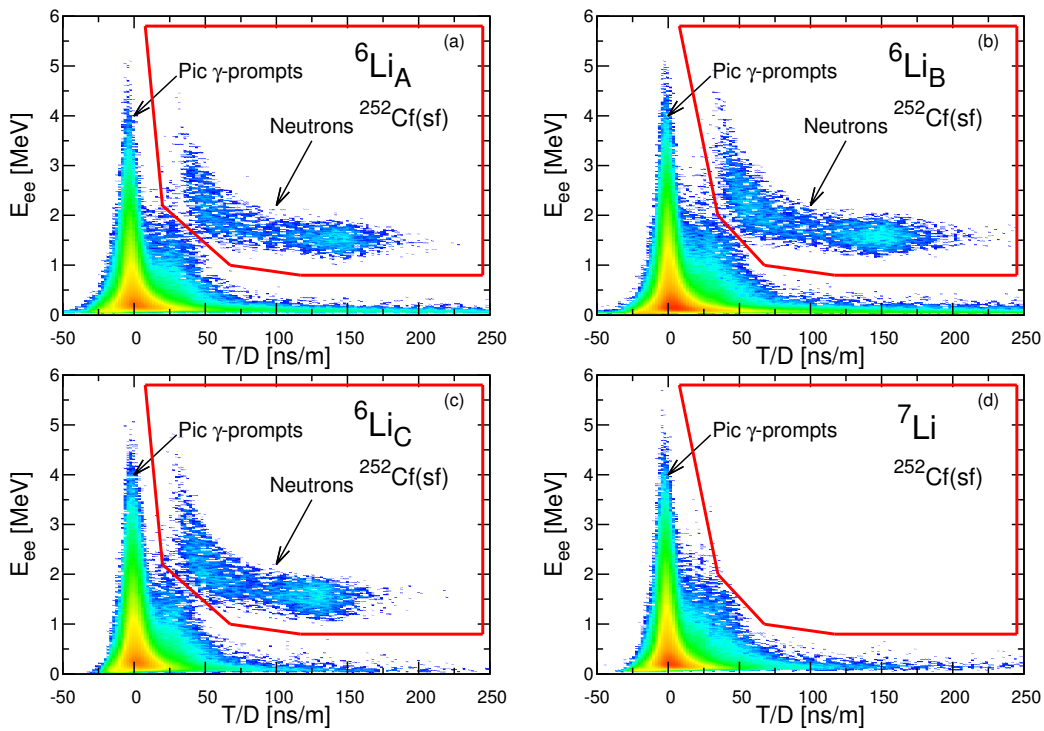 (a)
⁶Li_A
Pic γ-prompts
²⁵²Cf(sf)
Neutrons
E_ee [MeV]
6
5
4
3
2
1
0
-50 0 50 100 150 200 250
T/D [ns/m]
(b)
⁶Li_B
Pic γ-prompts
²⁵²Cf(sf)
Neutrons
E_ee [MeV]
6
5
4
3
2
1
0
-50 0 50 100 150 200 250
T/D [ns/m]
(c)
⁶Li_C
Pic γ-prompts
²⁵²Cf(sf)
Neutrons
E_ee [MeV]
6
5
4
3
2
1
0
-50 0 50 100 150 200 250
T/D [ns/m]
(d)
⁷Li
Pic γ-prompts
²⁵²Cf(sf)
E_ee [MeV]
6
5
4
3
2
1
0
-50 0 50 100 150 200 250
T/D [ns/m]